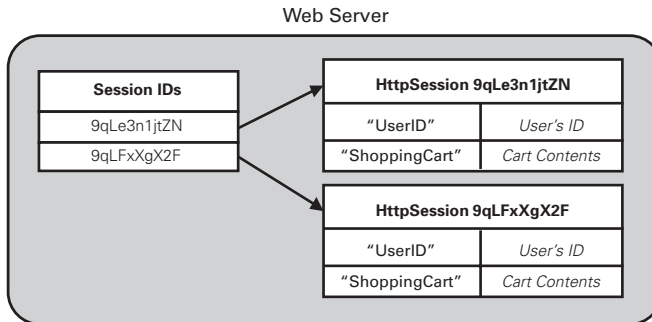 Web Server
Session IDs
9qLe3n1jtZN
9qLFxXgX2F
HttpSession 9qLe3n1jtZN
“UserID” User's ID
“ShoppingCart” Cart Contents
HttpSession 9qLFxXgX2F
“UserID” User's ID
“ShoppingCart” Cart Contents